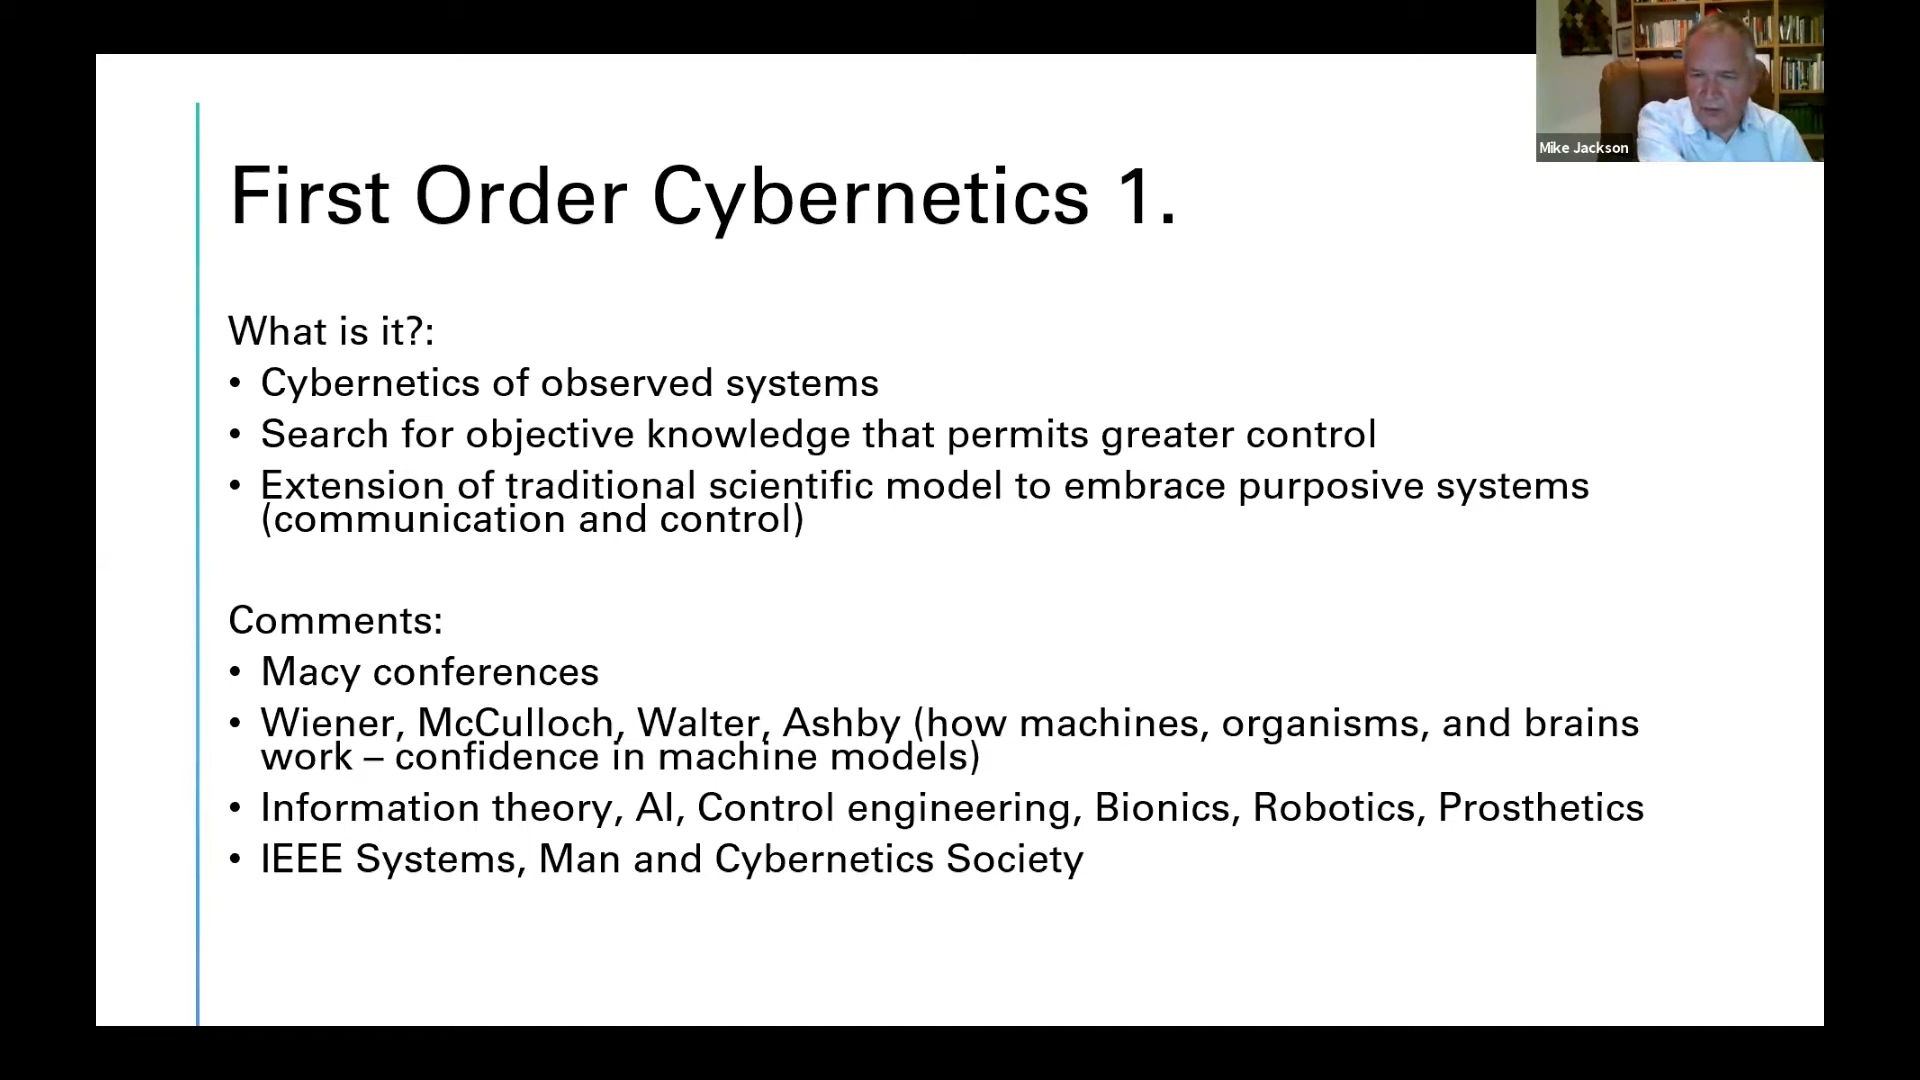 Mike Jackson
First Order Cybernetics 1.
What is it?:
• Cybernetics of observed systems
• Search for objective knowledge that permits greater control
• Extension of traditional scientific model to embrace purposive systems
(communication and control)
Comments:
• Macy conferences
• Wiener, McCulloch, Walter, Ashby (how machines, organisms, and brains
work – confidence in machine models)
• Information theory, AI, Control engineering, Bionics, Robotics, Prosthetics
• IEEE Systems, Man and Cybernetics Society